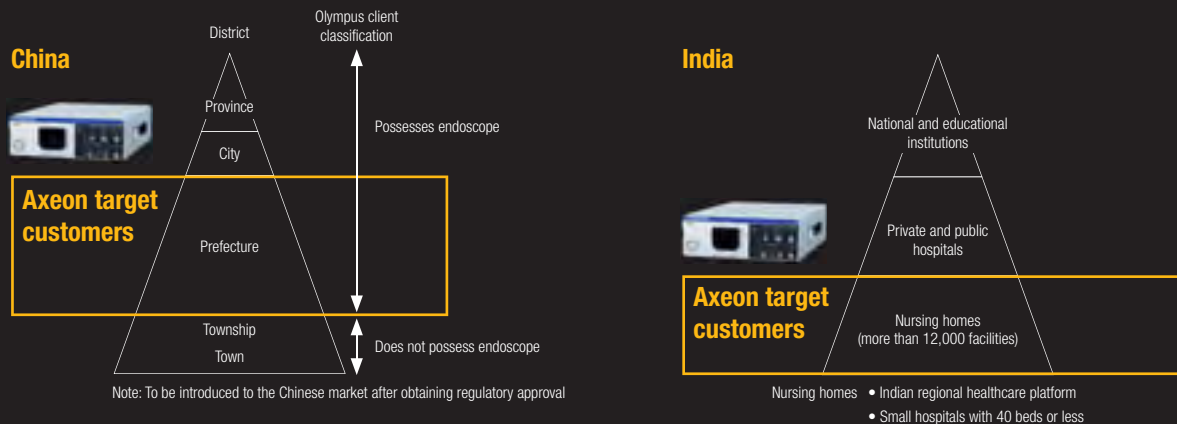 China
District
Olympus client
classification
Province
City
Possesses endoscope
Axeon target
customers
Prefecture
Township
Town
Does not possess endoscope
Note: To be introduced to the Chinese market after obtaining regulatory approval
India
National and educational
institutions
Private and public
hospitals
Axeon target
customers
Nursing homes
(more than 12,000 facilities)
Nursing homes • Indian regional healthcare platform
• Small hospitals with 40 beds or less